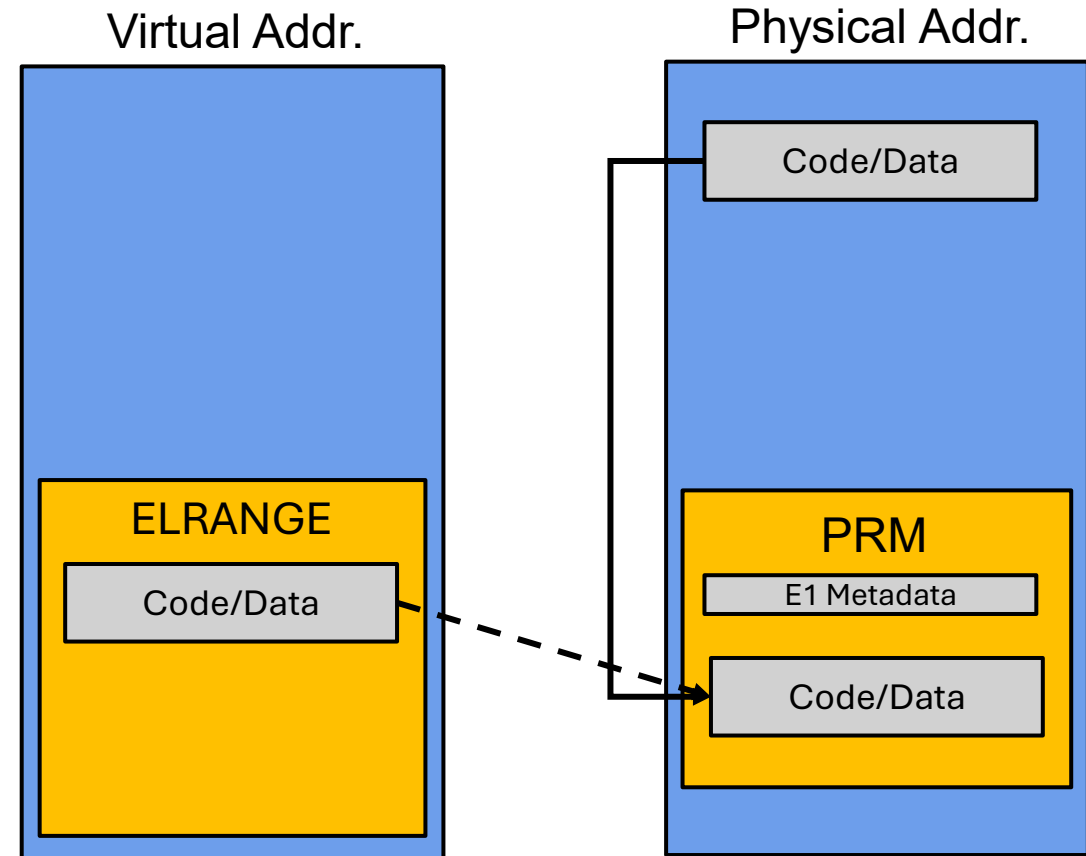 Virtual Addr.
Physical Addr.
Code/Data
ELRANGE
Code/Data
PRM
E1 Metadata
Code/Data